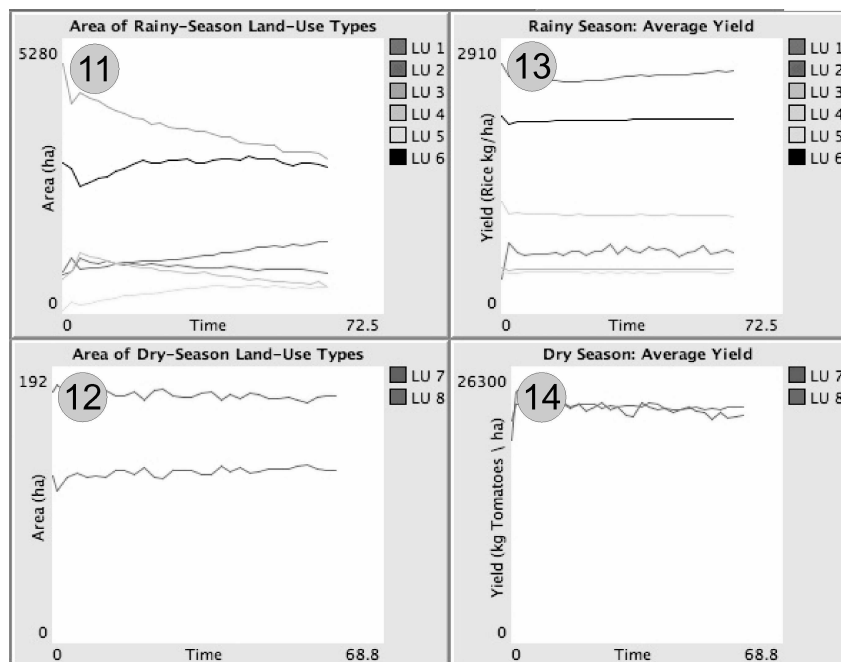 Area of Rainy-Season Land-Use Types
5280
11
Area (ha)
0
0
Time
72.5
LU 1
LU 2
LU 3
LU 4
LU 5
LU 6
Rainy Season: Average Yield
2910
13
Yield (Rice kg/ha)
0
0
Time
72.5
LU 1
LU 2
LU 3
LU 4
LU 5
LU 6
Area of Dry-Season Land-Use Types
192
12
Area (ha)
0
0
Time
68.8
LU 7
LU 8
Dry Season: Average Yield
26300
14
Yield (kg Tomatoes \ ha)
0
0
Time
68.8
LU 7
LU 8